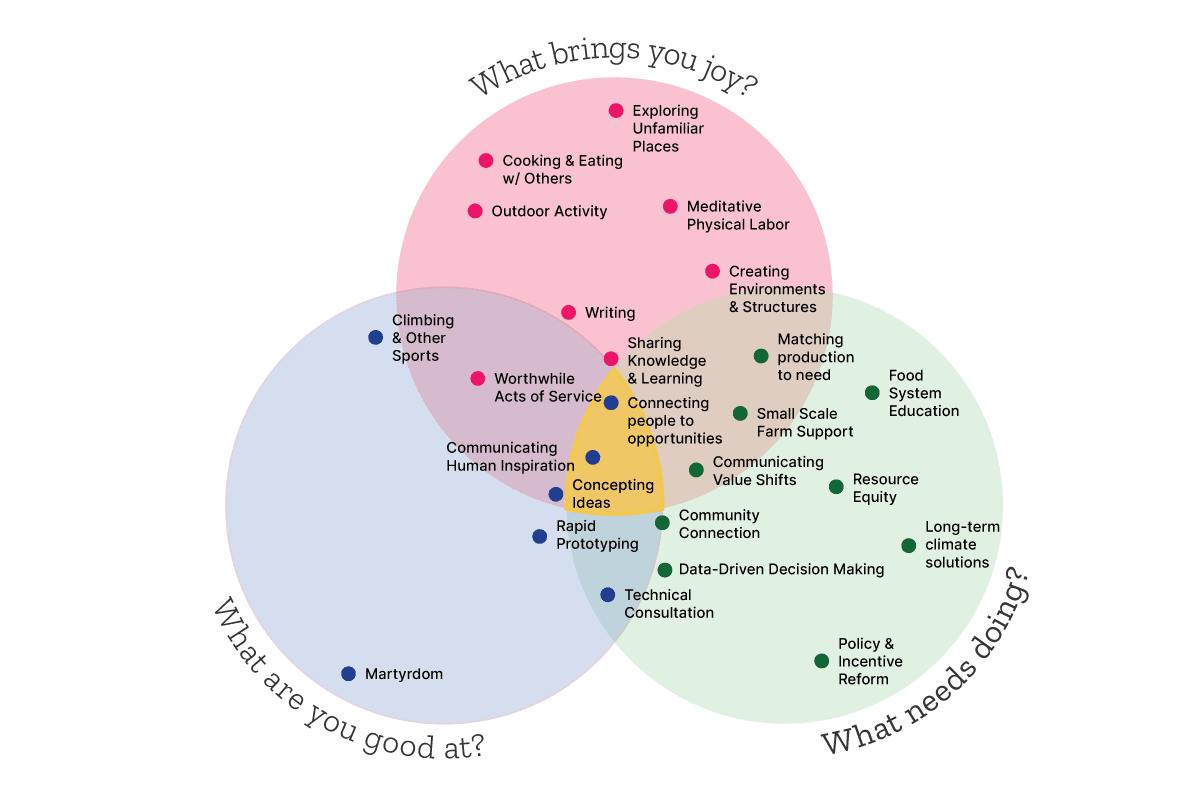 What brings you joy?
Exploring
Unfamiliar
Places
Cooking & Eating
w/ Others
Outdoor Activity
Meditative
Physical Labor
Creating
Environments
& Structures
Writing
Climbing
& Other
Sports
Sharing
Knowledge
& Learning
Matching
production
to need
Worthwhile
Acts of Service
Food
System
Education
Connecting
people to
opportunities
Small Scale
Farm Support
Communicating
Human Inspiration
Communicating
Value Shifts
Concepting
Ideas
Resource
Equity
Rapid
Prototyping
Community
Connection
Long-term
climate
solutions
Data-Driven Decision Making
Technical
Consultation
Policy &
Incentive
Reform
Martyrdom
What are you good at?
What needs doing?